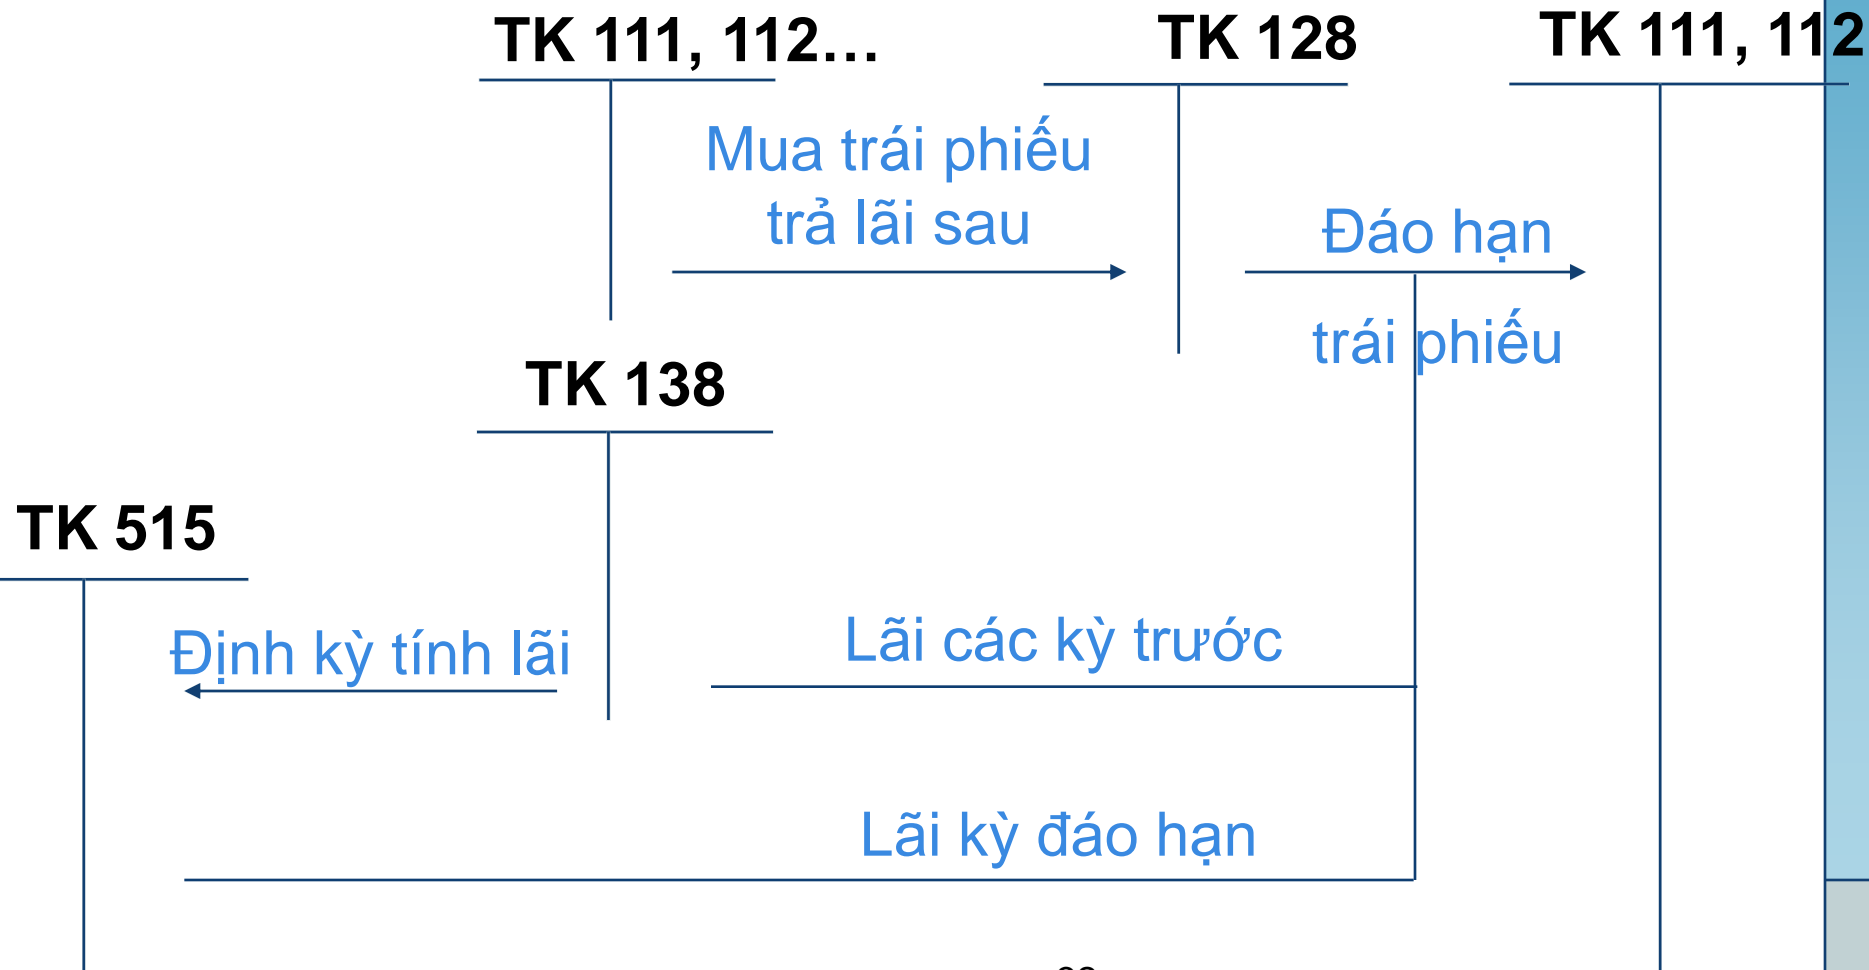 TK 111, 112…
TK 128
TK 111, 112
Mua trái phiếu
trả lãi sau
Đáo hạn
trái phiếu
TK 138
TK 515
Định kỳ tính lãi
Lãi các kỳ trước
Lãi kỳ đáo hạn